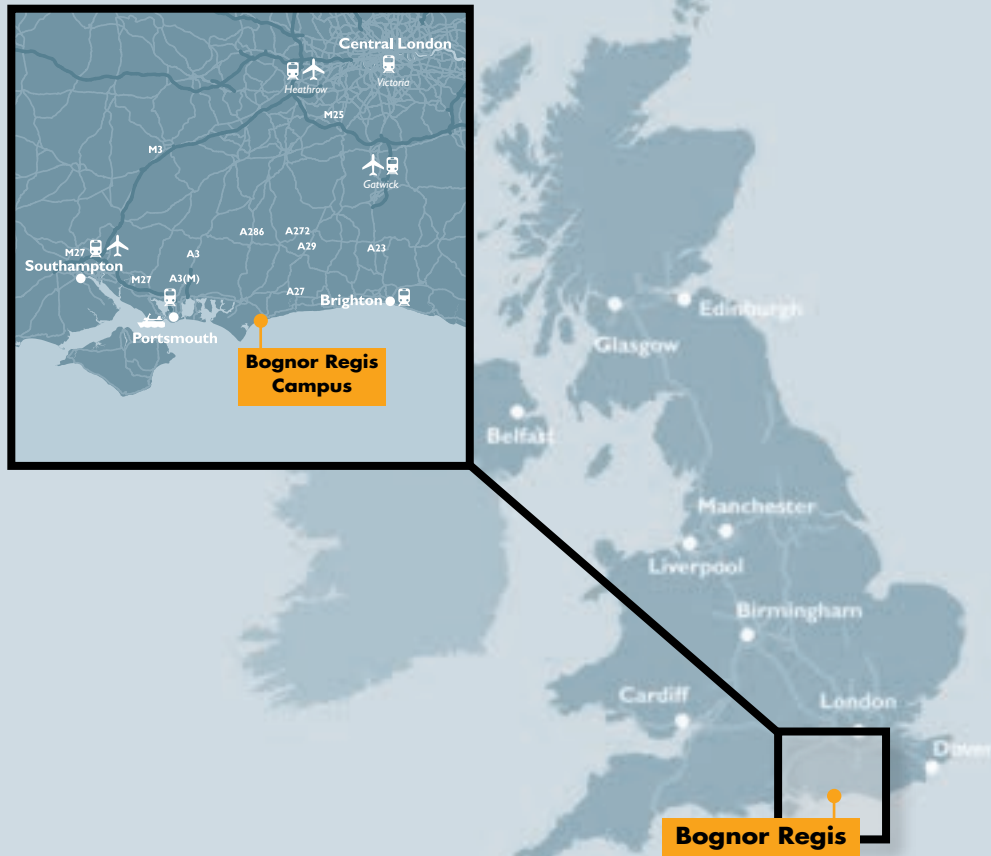 Central London
Victoria
Heathrow
M25
M3
Gatwick
A286
A272
A29
A23
A3
M27
Southampton
M27
A3(M)
A27
Brighton
Portsmouth
Bognor Regis
Campus
Edinburgh
Glasgow
Belfast
Manchester
Liverpool
Birmingham
Cardiff
London
Dover
Bognor Regis